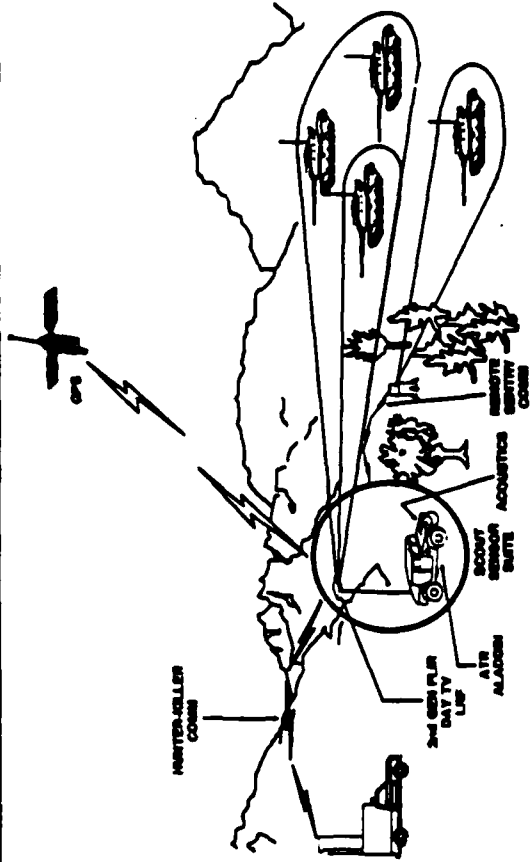 GPS
HUNTER-KILLER
COMM
2nd GEN FLIR
DAY TV
LRF
ATR
ALADDIN
SCOUT
SENSOR
SUITE
ACOUSTICS
REMOTE
SENTRY
COMM